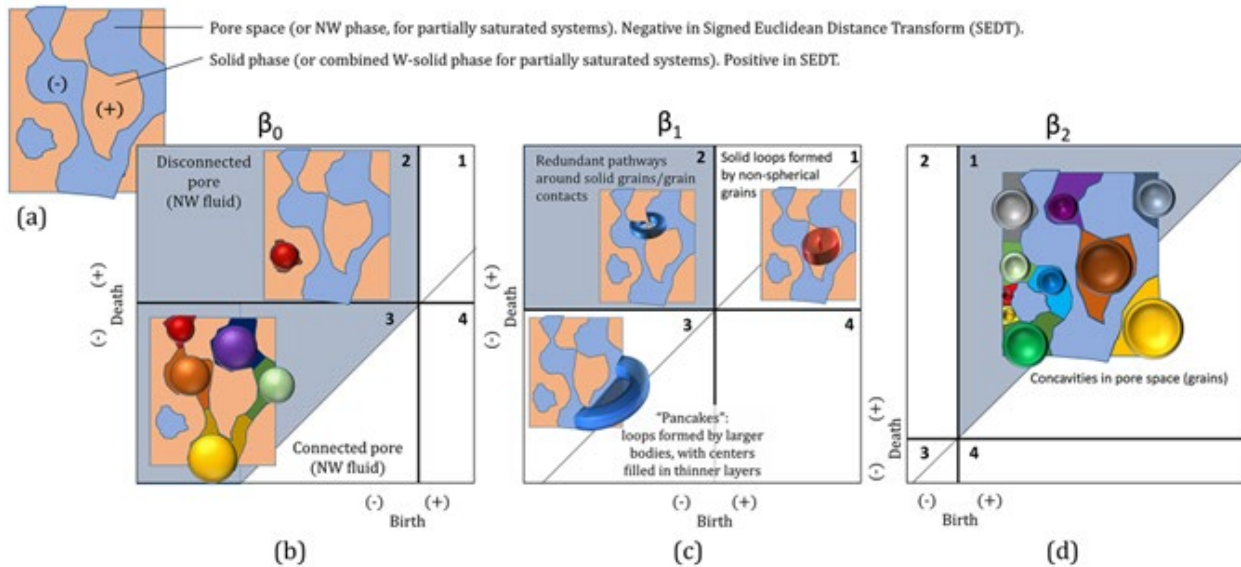 Pore space (or NW phase, for partially saturated systems). Negative in Signed Euclidean Distance Transform (SEDT).
Solid phase (or combined W-solid phase for partially saturated systems). Positive in SEDT.
(-)
(+)
(a)
β0
Disconnected
pore
(NW fluid)
2
1
3
4
Connected pore
(NW fluid)
(-) Death (+)
(-) (+)
Birth
(b)
β1
Redundant pathways
around solid grains/grain
contacts
2
Solid loops formed
by non-spherical
grains
1
3
4
"Pancakes":
loops formed by larger
bodies, with centers
filled in thinner layers
(-) Death (+)
(-) (+)
Birth
(c)
β2
2
1
Concavities in pore space (grains)
3
4
(-) Death (+)
(-) (+)
Birth
(d)